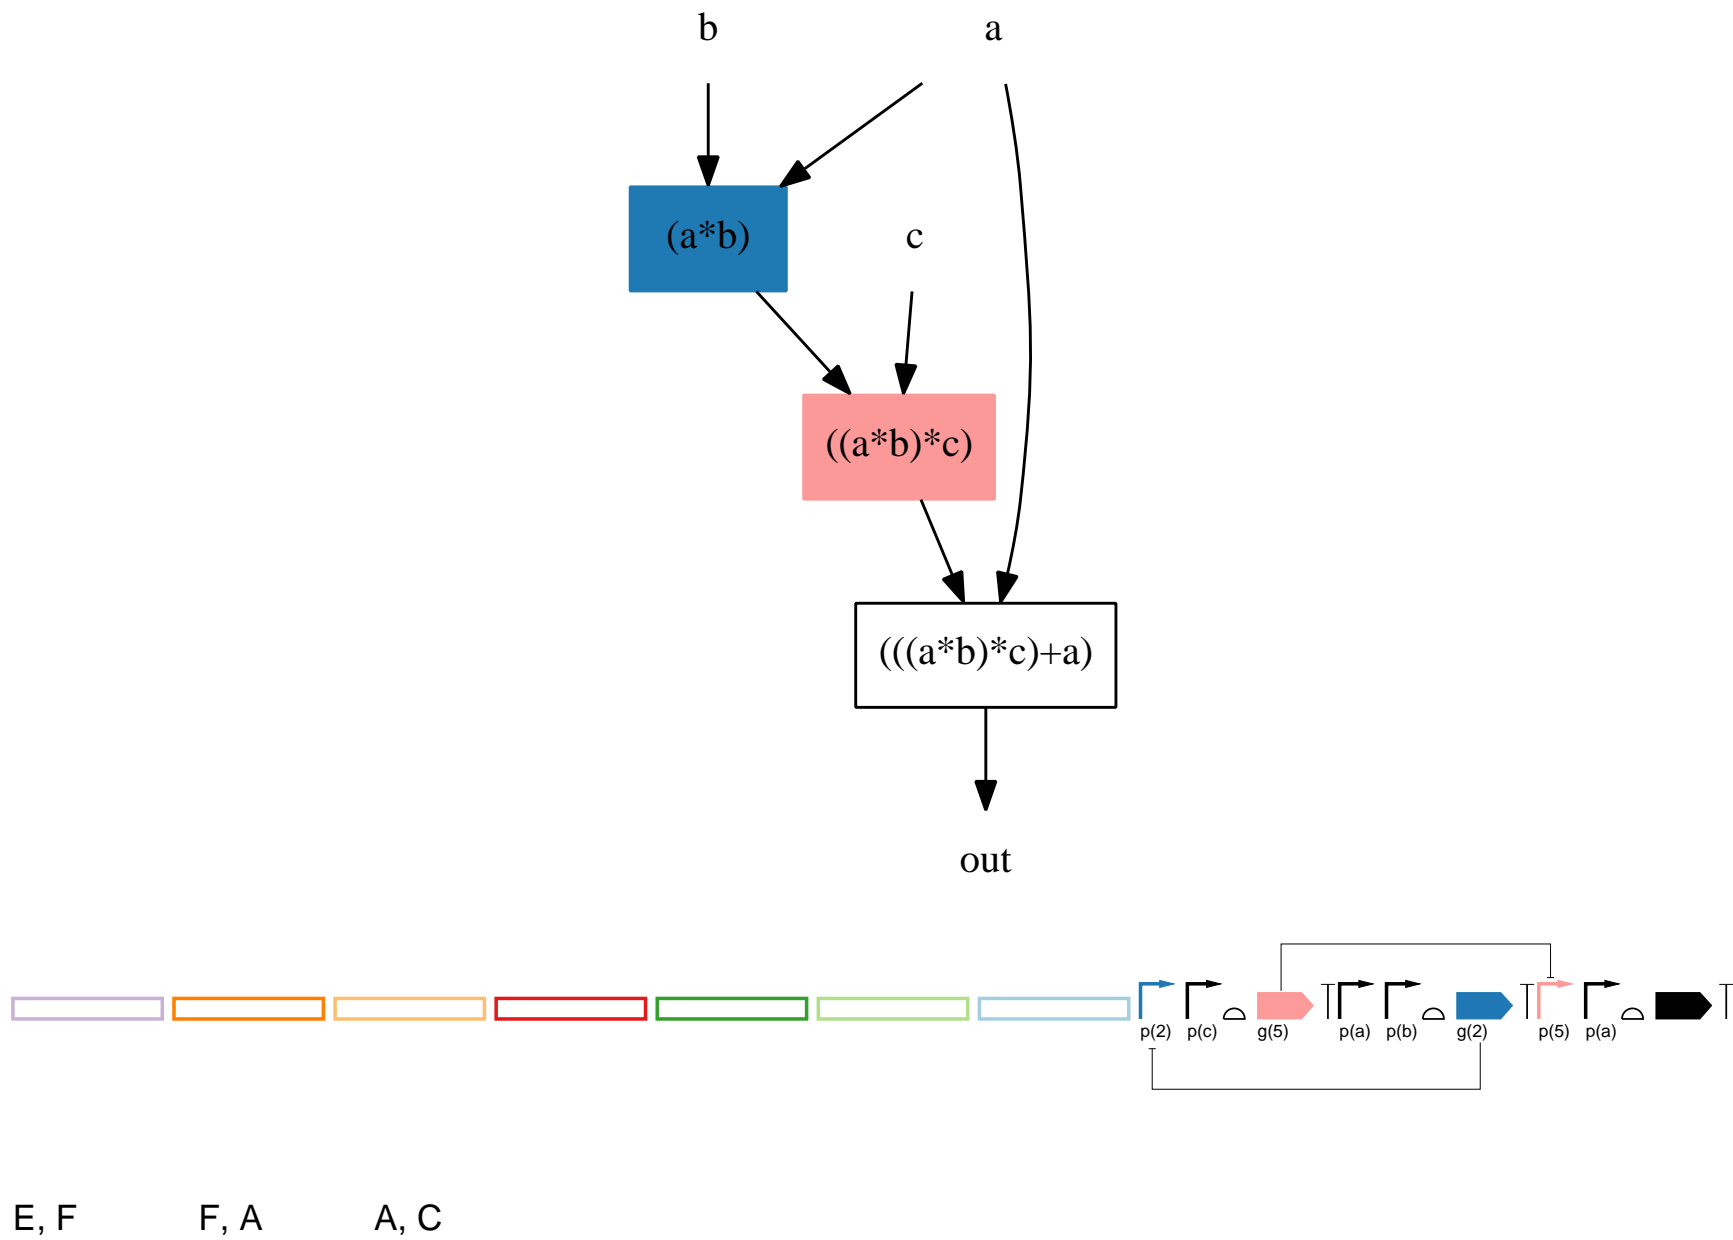 b a
(a*b) c
((a*b)*c)
(((a*b)*c)+a)
out
p(2) p(c) g(5) p(a) p(b) g(2) p(5) p(a)
E, F F, A A, C